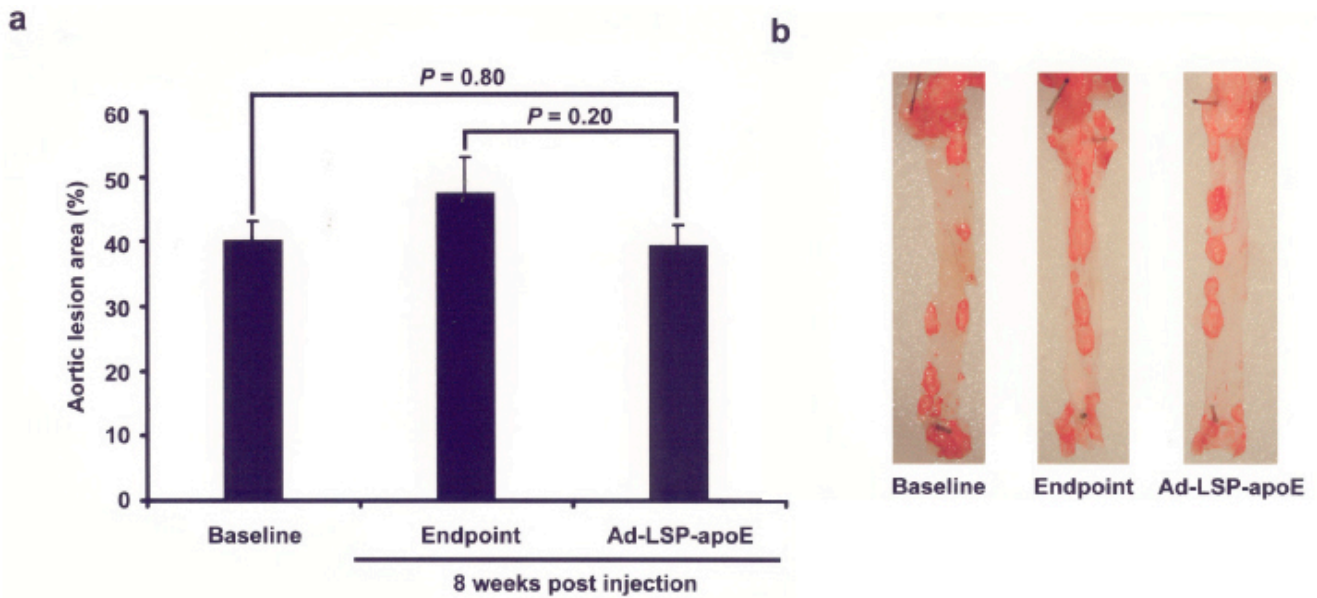 a
b
P = 0.80
P = 0.20
60
50
40
30
20
10
0
Aortic lesion area (%)
Baseline
Endpoint
Ad-LSP-apoE
8 weeks post injection
Baseline
Endpoint
Ad-LSP-apoE